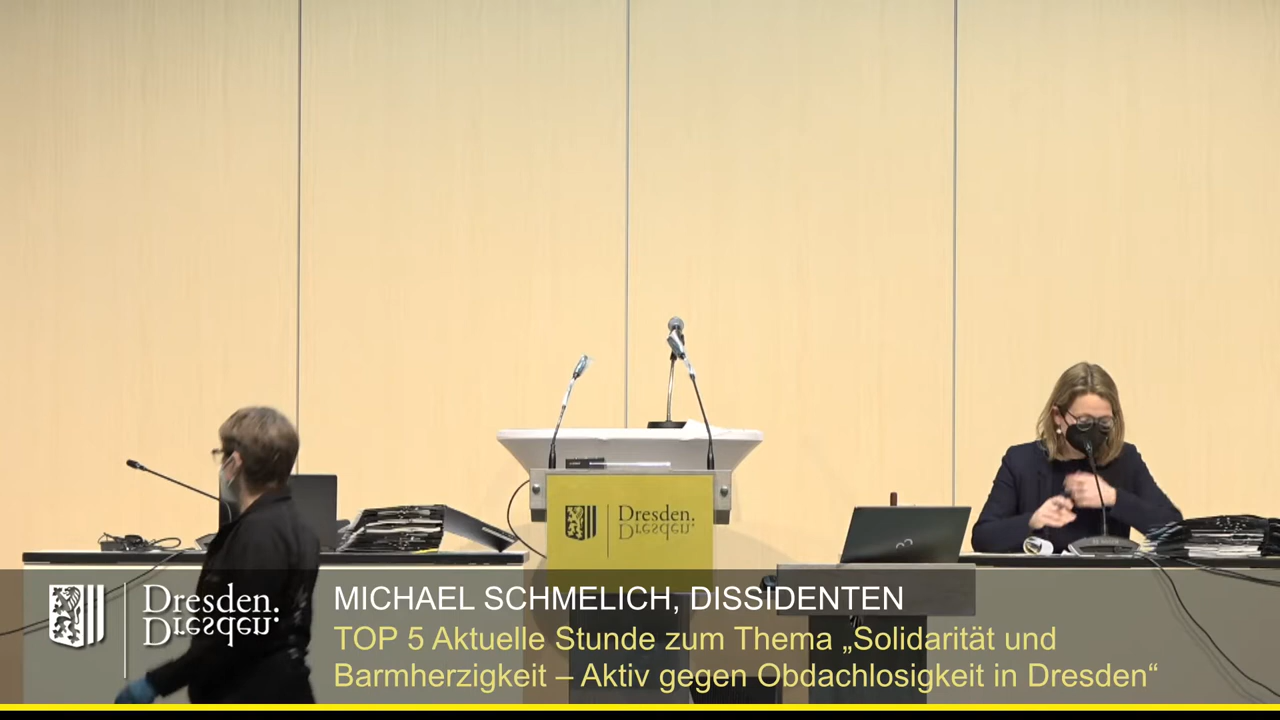 Dresden.
Dresden.
Dresden.
Dresden.
MICHAEL SCHMELICH, DISSIDENTEN
TOP 5 Aktuelle Stunde zum Thema „Solidarität und
Barmherzigkeit – Aktiv gegen Obdachlosigkeit in Dresden“